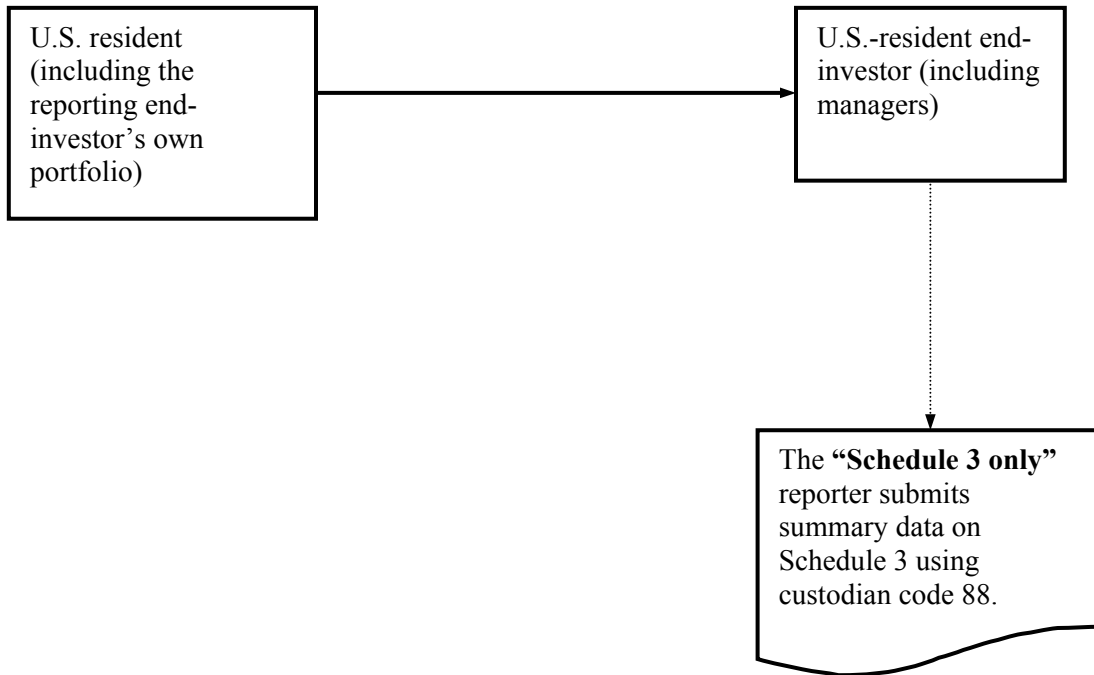 U.S. resident
(including the
reporting end-
investor’s own
portfolio)
U.S.-resident end-
investor (including
managers)
The “Schedule 3 only”
reporter submits
summary data on
Schedule 3 using
custodian code 88.